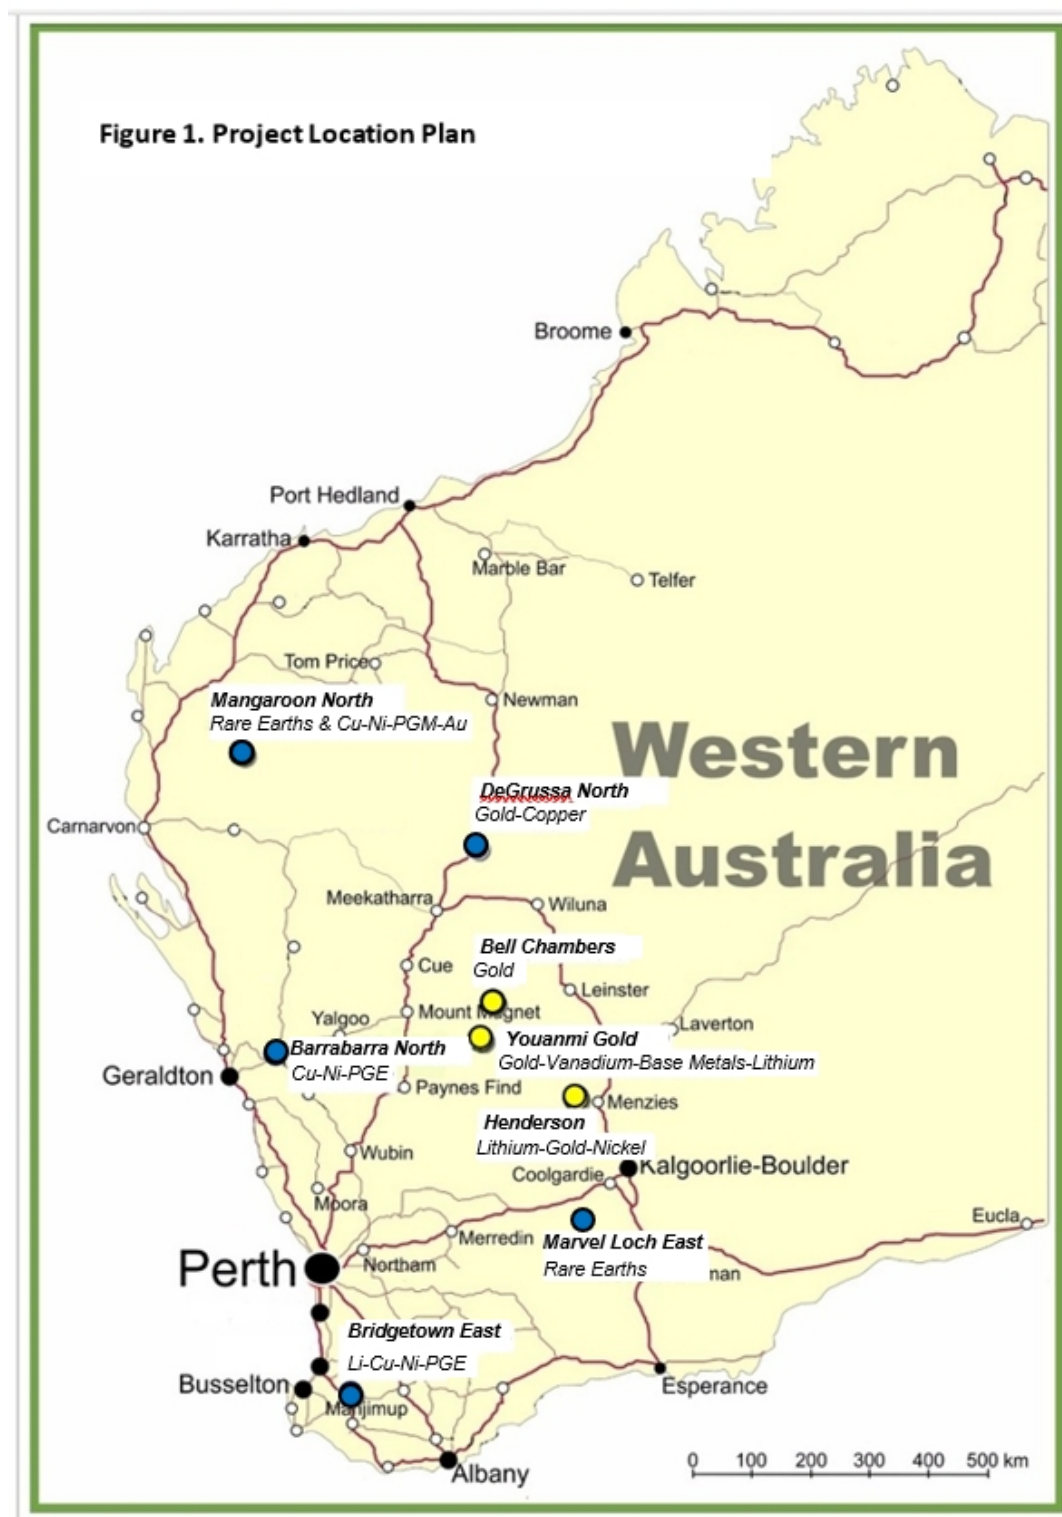 Figure 1. Project Location Plan
Broome
Port Hedland
Karratha
Marble Bar
Telfer
Tom Price
Mangaroon North
Rare Earths & Cu-Ni-PGM-Au
Newman
Western
Australia
DeGrussa North
Gold-Copper
Carnarvon
Meekatharra
Wiluna
Bell Chambers
Gold
Cue
Leinster
Mount Magnet
Yalgoo
Laverton
Youanmi Gold
Gold-Vanadium-Base Metals-Lithium
Barrabarra North
Cu-Ni-PGE
Geraldton
Paynes Find
Menzies
Henderson
Lithium-Gold-Nickel
Wubin
Kalgoorlie-Boulder
Coolgardie
Moora
Eucla
Merredin
Marvel Loch East
Rare Earths
man
Northam
Perth
Bridgetown East
Li-Cu-Ni-PGE
Busselton
Manjimup
Esperance
Albany
0 100 200 300 400 500 km